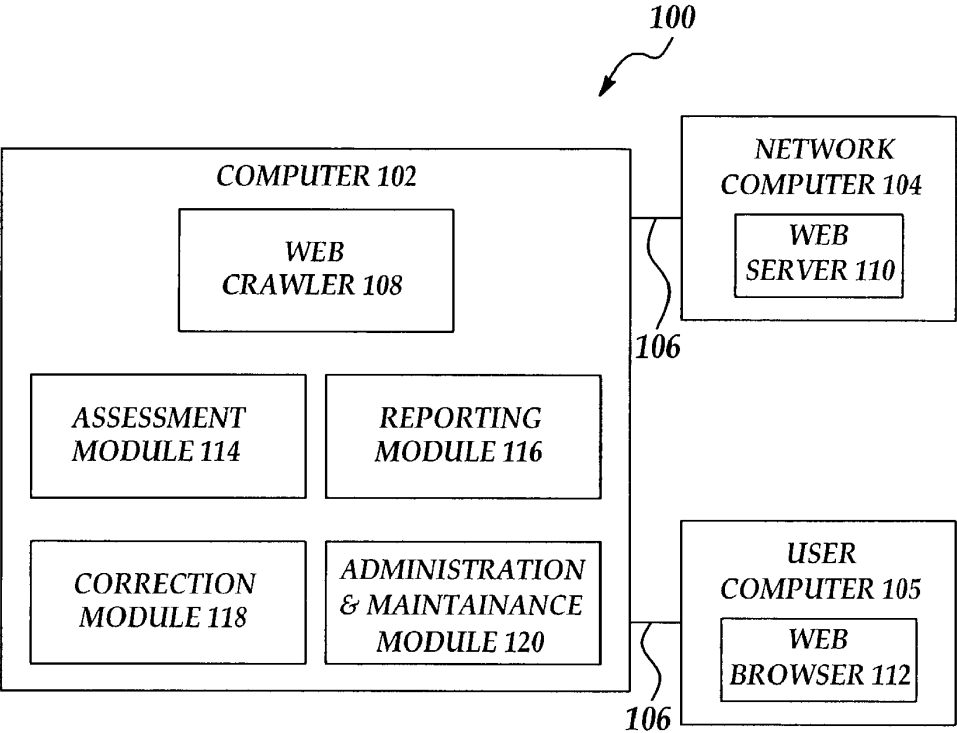 100
COMPUTER 102
WEB
CRAWLER 108
ASSESSMENT
MODULE 114
REPORTING
MODULE 116
CORRECTION
MODULE 118
ADMINISTRATION
& MAINTAINANCE
MODULE 120
NETWORK
COMPUTER 104
WEB
SERVER 110
106
USER
COMPUTER 105
WEB
BROWSER 112
106